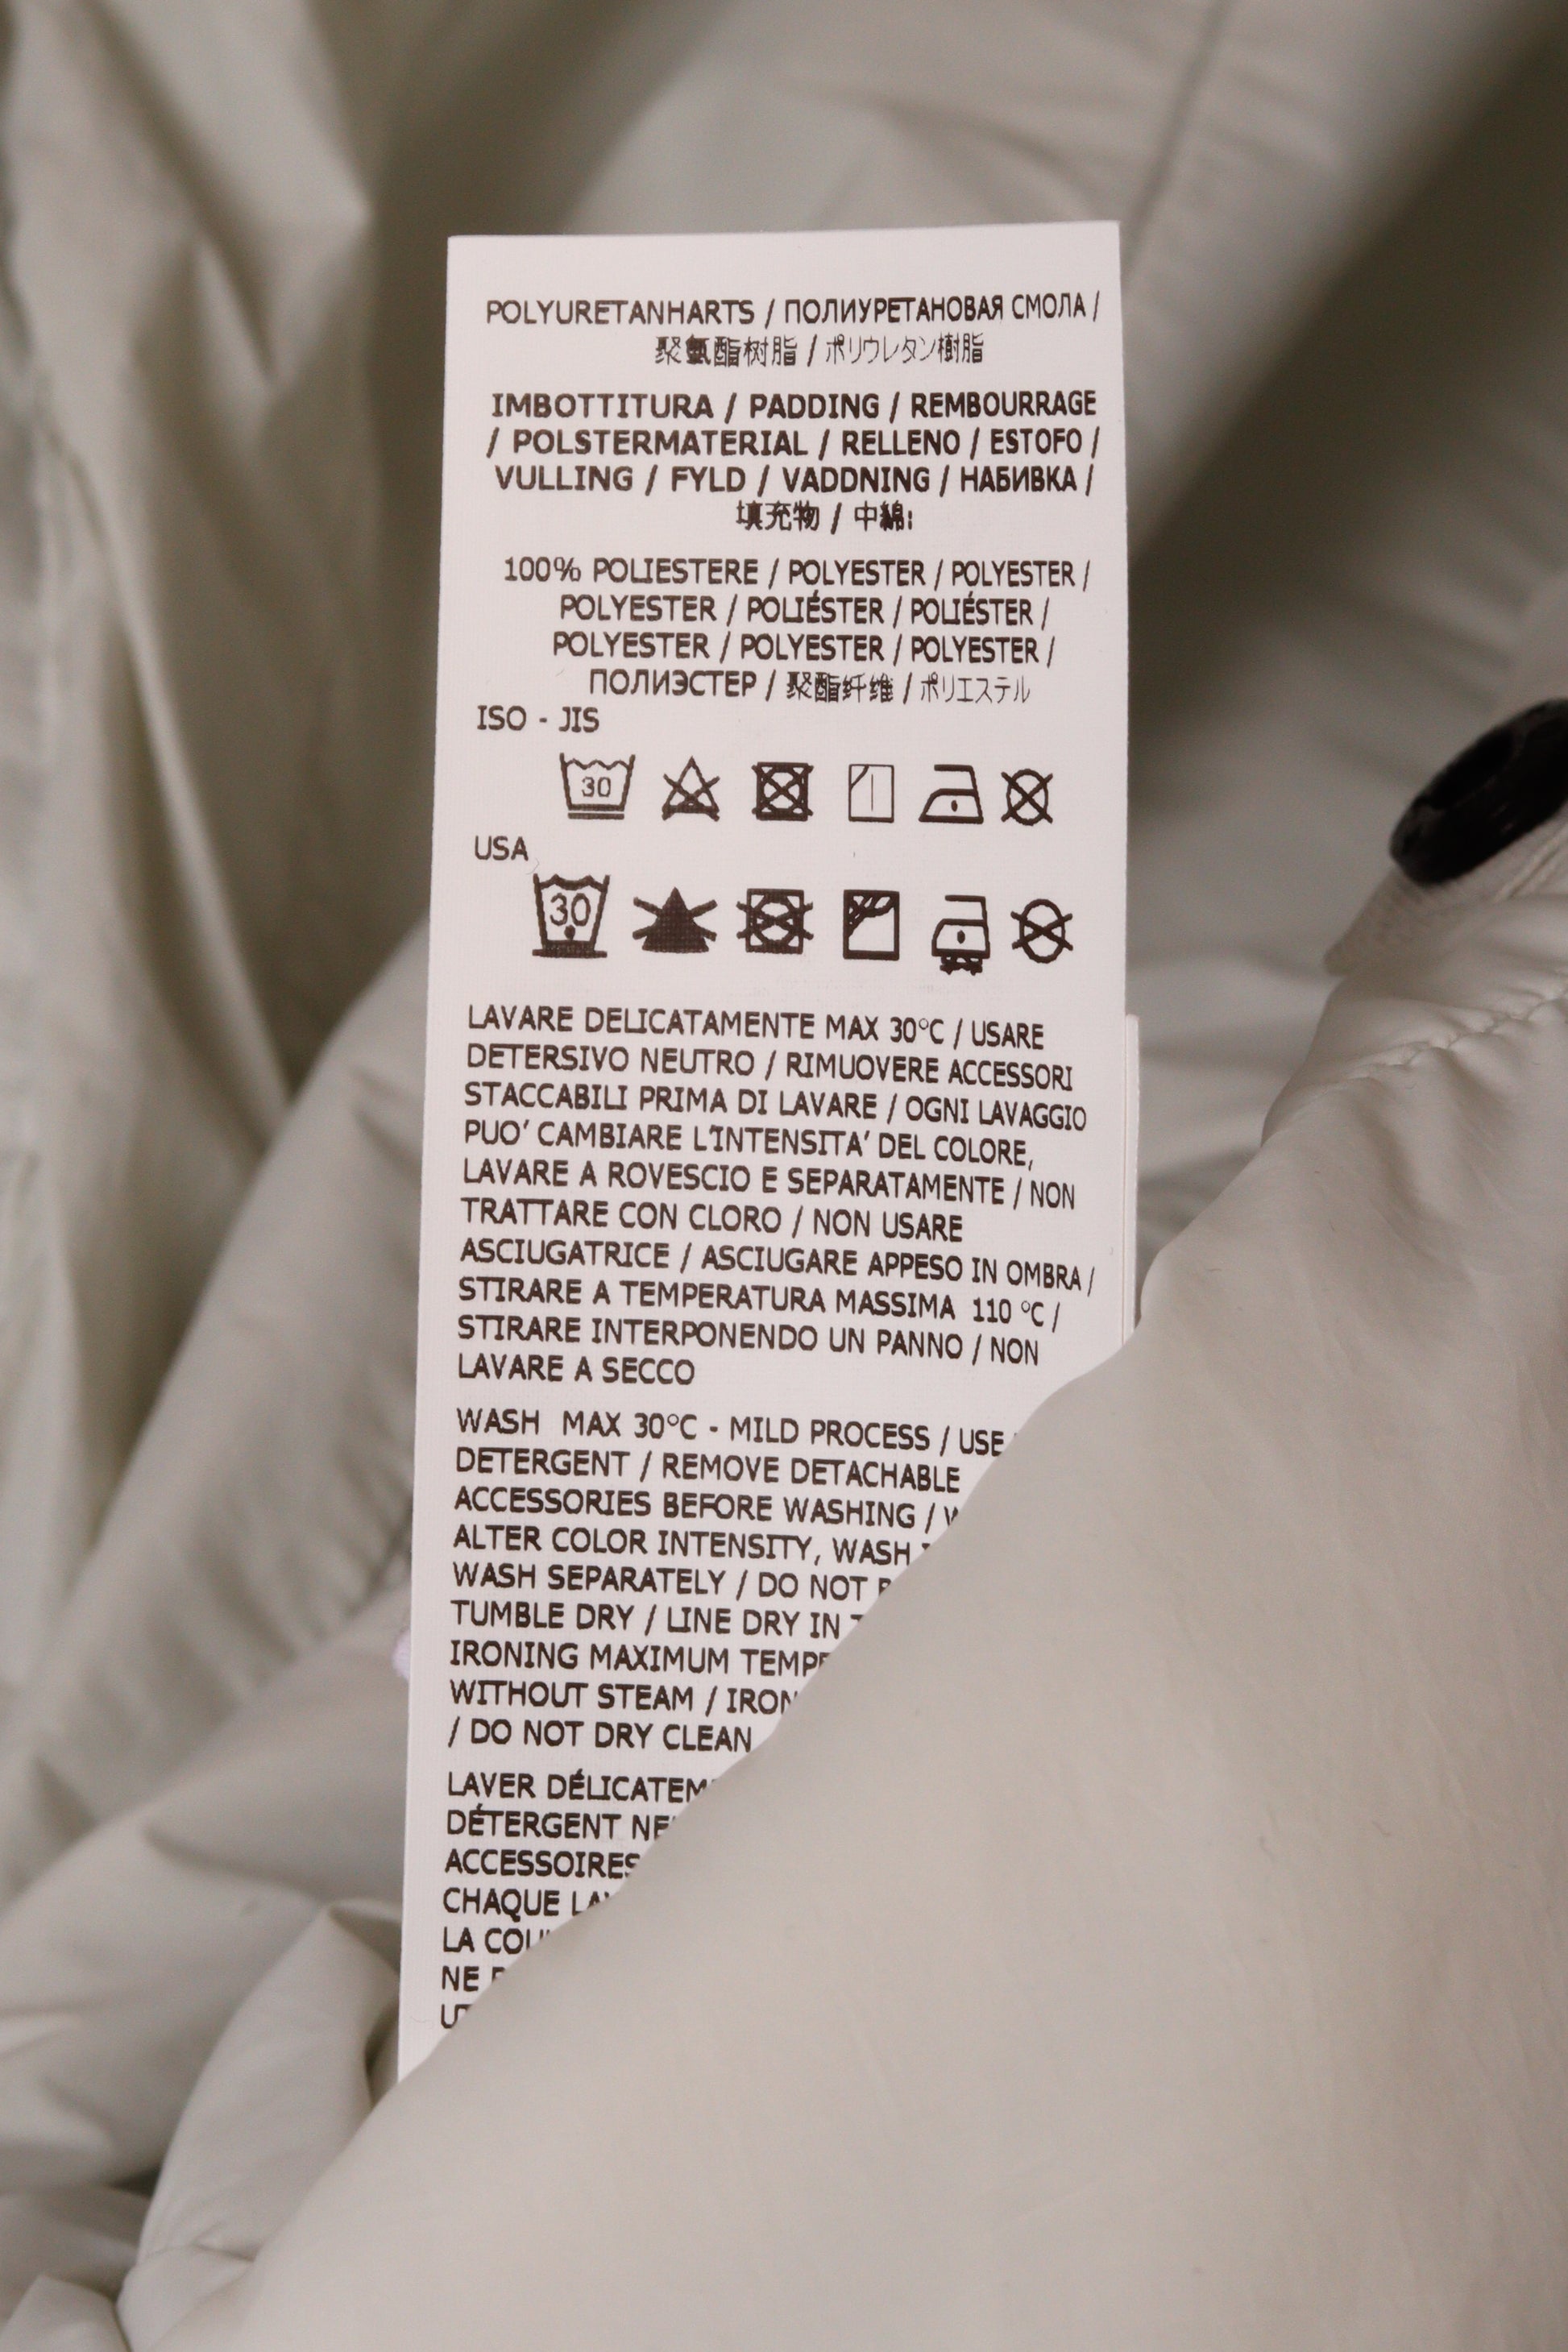 POLYURETANHARTS / ПОЛИУРЕТАНОВАЯ СМОЛА /
聚氨酯树脂 / ポリウレタン樹脂
IMBOTTITURA / PADDING / REMBOURRAGE
/ POLSTERMATERIAL / RELLENO / ESTOFO /
VULLING / FYLD / VADDNING / НАБИВКА /
填充物 / 中綿:
100% POLIESTERE / POLYESTER / POLYESTER /
POLYESTER / POLIÉSTER / POLIÉSTER /
POLYESTER / POLYESTER / POLYESTER /
ПОЛИЭСТЕР / 聚酯纤维 / ポリエステル
ISO - JIS
30
USA
30
LAVARE DELICATAMENTE MAX 30°C / USARE
DETERSIVO NEUTRO / RIMUOVERE ACCESSORI
STACCABILI PRIMA DI LAVARE / OGNI LAVAGGIO
PUO' CAMBIARE L'INTENSITA' DEL COLORE,
LAVARE A ROVESCIO E SEPARATAMENTE / NON
TRATTARE CON CLORO / NON USARE
ASCIUGATRICE / ASCIUGARE APPESO IN OMBRA /
STIRARE A TEMPERATURA MASSIMA 110 °C /
STIRARE INTERPONENDO UN PANNO / NON
LAVARE A SECCO
WASH MAX 30°C - MILD PROCESS / USE
DETERGENT / REMOVE DETACHABLE
ACCESSORIES BEFORE WASHING /
ALTER COLOR INTENSITY, WASH
WASH SEPARATELY / DO NOT
TUMBLE DRY / LINE DRY IN
IRONING MAXIMUM
WITHOUT STEAM / IRON
/ DO NOT DRY CLEAN
LAVER
DÉTERGENT
ACCESSOIRES
CHAQUE
LA
NE